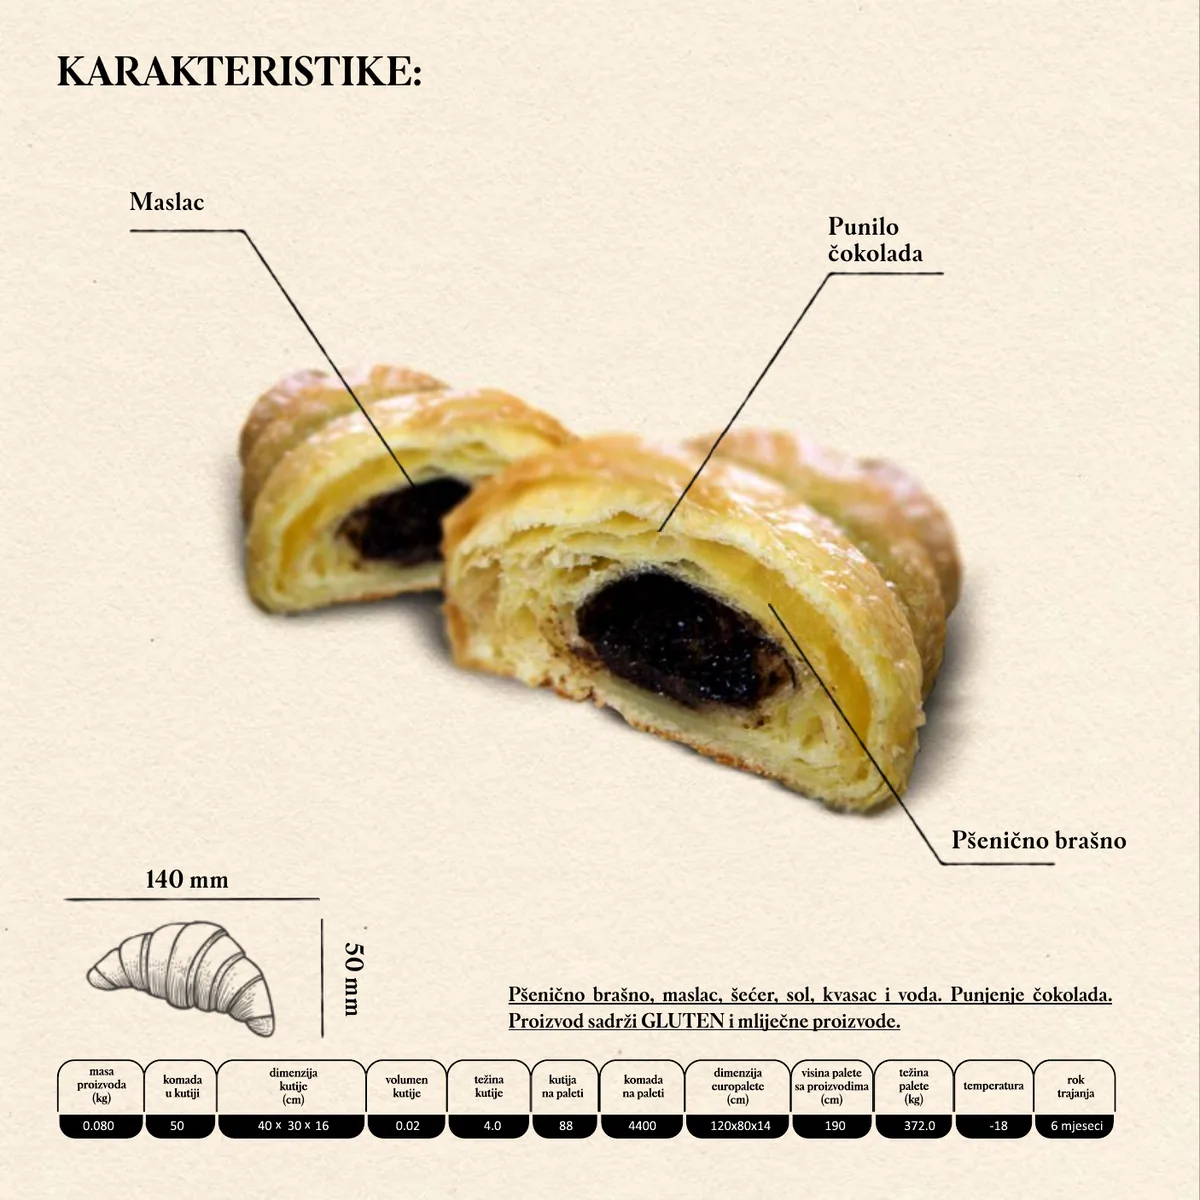 KARAKTERISTIKE:
Maslac
Punilo
čokolada
Pšenično brašno
140 mm
50 mm
Pšenično brašno, maslac, šećer, sol, kvasac i voda. Punjenje čokolada.
Proizvod sadrži GLUTEN i mliječne proizvode.
masa
proizvoda
(kg)
0.080
komada
u kutiji
50
dimenzija
kutije
(cm)
40 x 30 x 16
volumen
kutije
0.02
težina
kutije
4.0
kutija
na paleti
88
komada
na paleti
4400
dimenzija
europalete
(cm)
120x80x14
visina palete
sa proizvodima
(cm)
190
težina
palete
(kg)
372.0
temperatura
-18
rok
trajanja
6 mjeseci